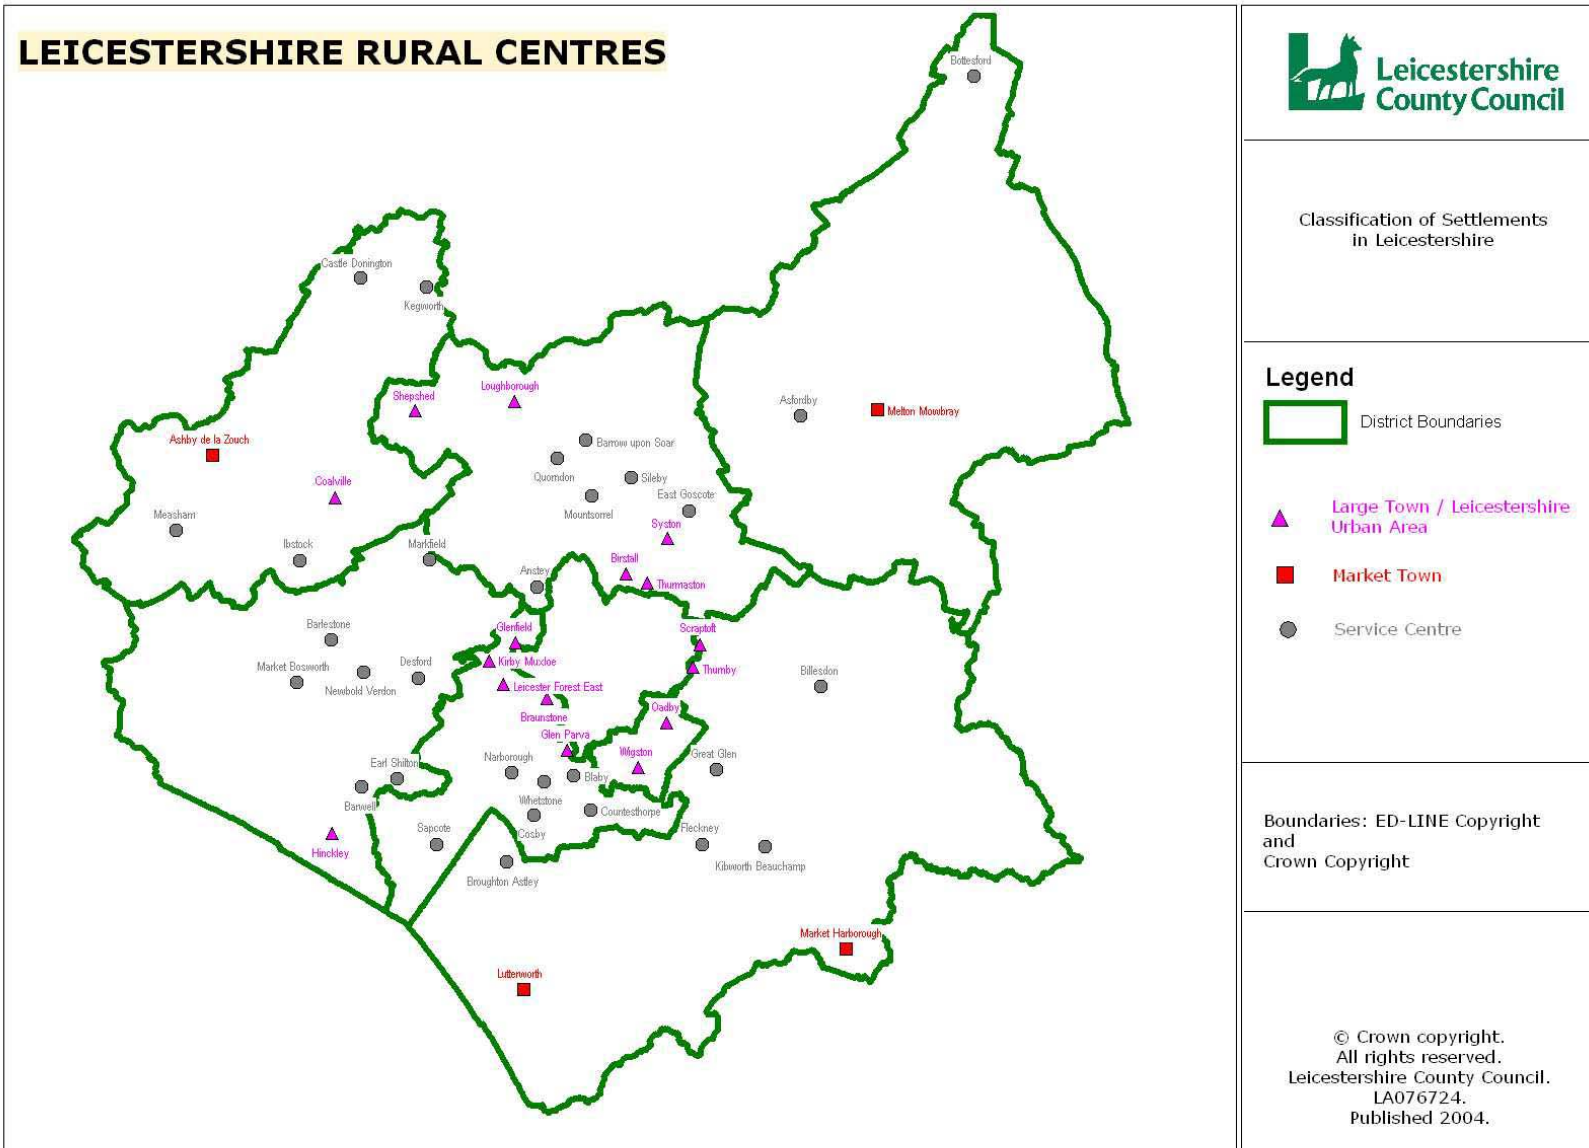 LEICESTERSHIRE RURAL CENTRES
Bottesford
Castle Donington
Kegworth
Shepshed
Loughborough
Asfordby
Melton Mowbray
Ashby de la Zouch
Barrow upon Soar
Coalville
Quorndon
Sileby
East Goscote
Mountsorrel
Measham
Syston
Ibstock
Markfield
Birstall
Anstey
Thurmaston
Barlestone
Glenfield
Scraptoft
Market Bosworth
Desford
Kirby Muxloe
Thurnby
Billesdon
Newbold Verdon
Leicester Forest East
Braunstone
Oadby
Glen Parva
Narborough
Wigston
Great Glen
Earl Shilton
Blaby
Barwell
Whetstone
Countesthorpe
Sapcote
Cosby
Fleckney
Hinckley
Kibworth Beauchamp
Broughton Astley
Market Harborough
Lutterworth
Leicestershire
County Council
Classification of Settlements
in Leicestershire
Legend
District Boundaries
Large Town / Leicestershire
Urban Area
Market Town
Service Centre
Boundaries: ED-LINE Copyright
and
Crown Copyright
© Crown copyright.
All rights reserved.
Leicestershire County Council.
LA076724.
Published 2004.